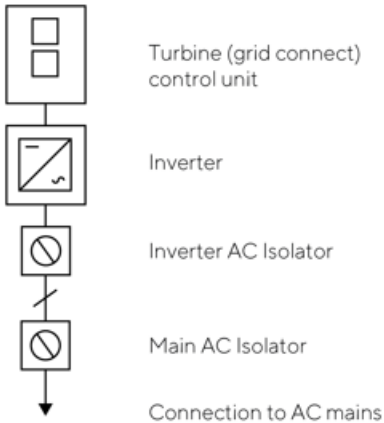 Turbine (grid connect)
control unit
Inverter
Inverter AC Isolator
Main AC Isolator
Connection to AC mains